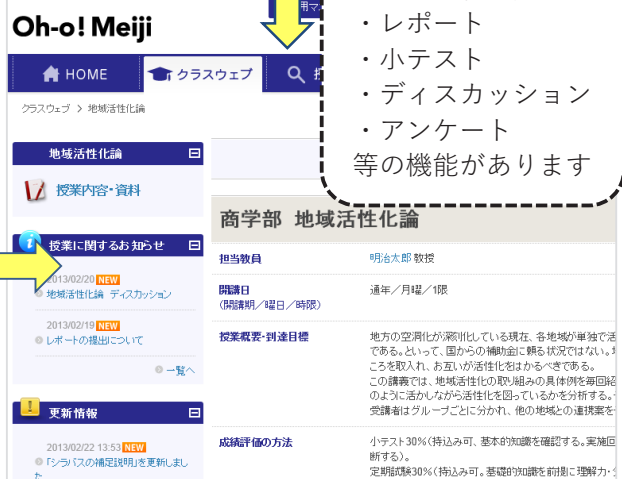 Oh-o! Meiji
用マ
・レポート
・小テスト
・ディスカッション
・アンケート
等の機能があります
HOME
クラスウェブ
クラスウェブ > 地域活性化論
地域活性化論
授業内容・資料
授業に関するお知らせ
2013/02/20 NEW
地域活性化論 ディスカッション
2013/02/19 NEW
レポートの提出について
一覧へ
更新情報
2013/02/22 13:53 NEW
「シラバスの補足説明」を更新しまし
た
商学部 地域活性化論
担当教員
明治太郎 教授
開講日
(開講期/曜日/時限)
通年/月曜/1限
授業概要・到達目標
地方の空洞化が深刻化している現在、各地域が単独で活
である。といって、国からの補助金に頼る状況ではない。
ころを取入れ、お互いが活性化をはかるべきである。
この講義では、地域活性化の取り組みの具体例を毎回紹
のように活かしながら活性化を図っているかを分析する。
受講者はグループごとに分かれ、他の地域との連携案を
成績評価の方法
小テスト30%(持込み可、基本的知識を確認する。実施回
断する)。
定期試験30%(持込み可。基礎的知識を前提に理解力・